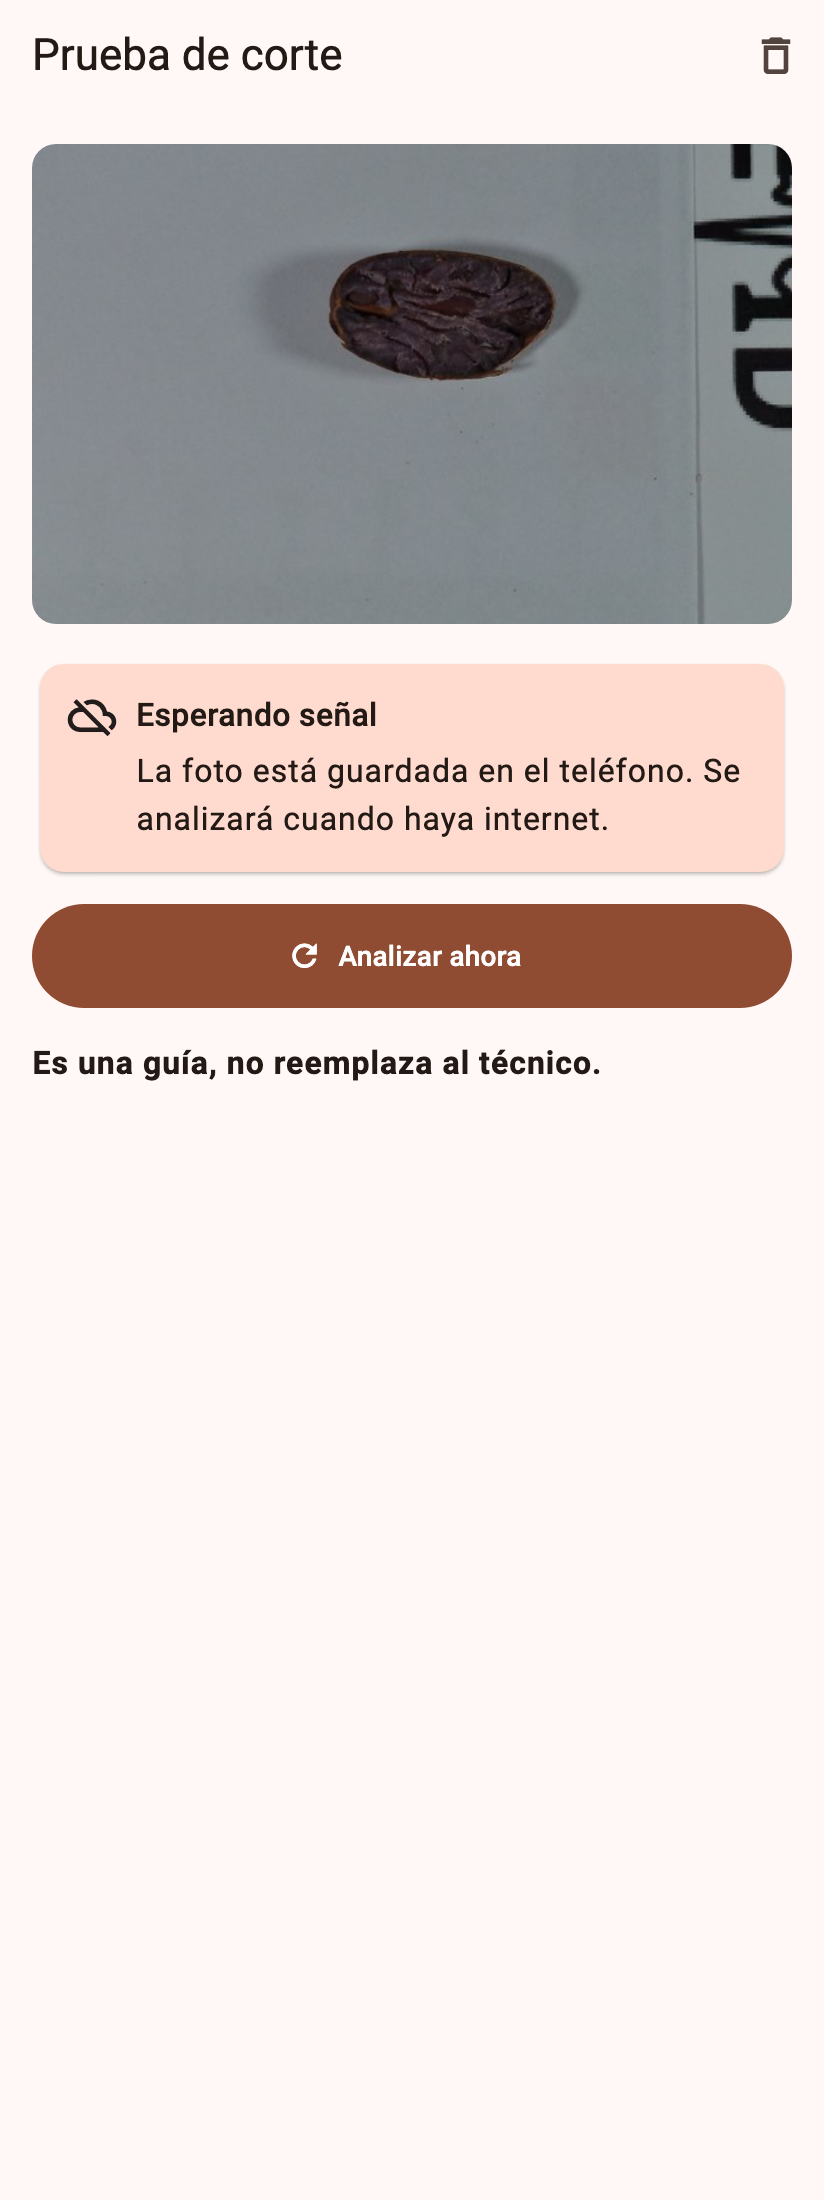 Prueba de corte
Esperando señal
La foto está guardada en el teléfono. Se
analizará cuando haya internet.
Analizar ahora
Es una guía, no reemplaza al técnico.